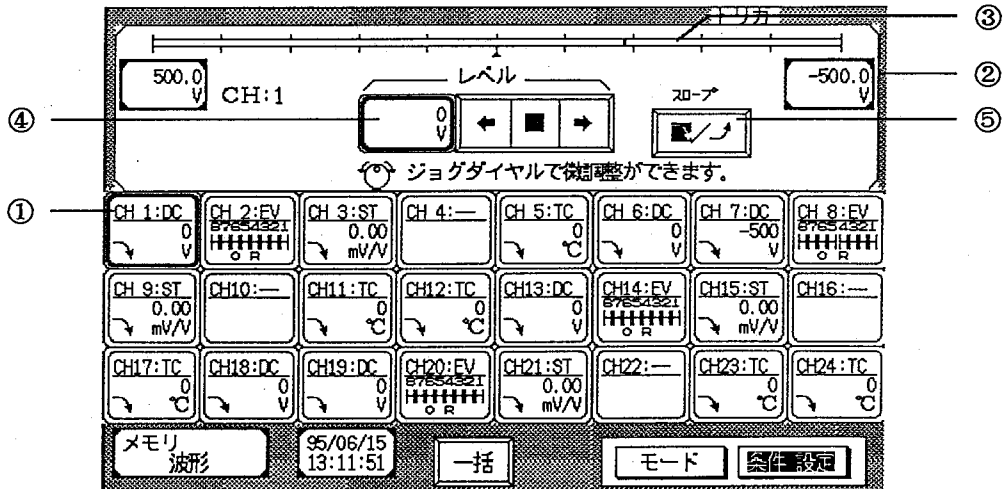 トリガ ③
500.0
V
CH:1
レベル
0
V
スロープ
-500.0
V
②
④
⑤
ジョグダイヤルで微調整ができます。
①
CH 1:DC
0
V
CH 2:EV
87654321
OR
CH 3:ST
0.00
mV/V
CH 4:―
CH 5:TC
0
℃
CH 6:DC
0
V
CH 7:DC
-500
V
CH 8:EV
87654321
OR
CH 9:ST
0.00
mV/V
CH10:―
CH11:TC
0
℃
CH12:TC
0
℃
CH13:DC
0
V
CH14:EV
87654321
OR
CH15:ST
0.00
mV/V
CH16:―
CH17:TC
0
℃
CH18:DC
0
V
CH19:DC
0
V
CH20:EV
87654321
OR
CH21:ST
0.00
mV/V
CH22:―
CH23:TC
0
℃
CH24:TC
0
℃
メモリ
波形
95/06/15
13:11:51
一括
モード
条件 設定